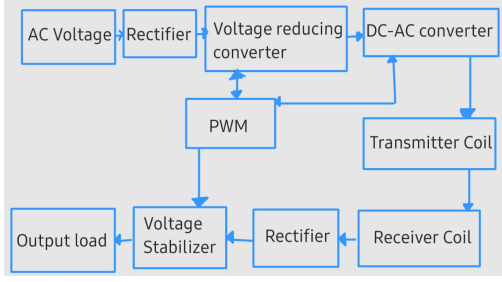 AC Voltage
Rectifier
Voltage reducing
converter
DC-AC converter
PWM
Transmitter Coil
Output load
Voltage
Stabilizer
Rectifier
Receiver Coil